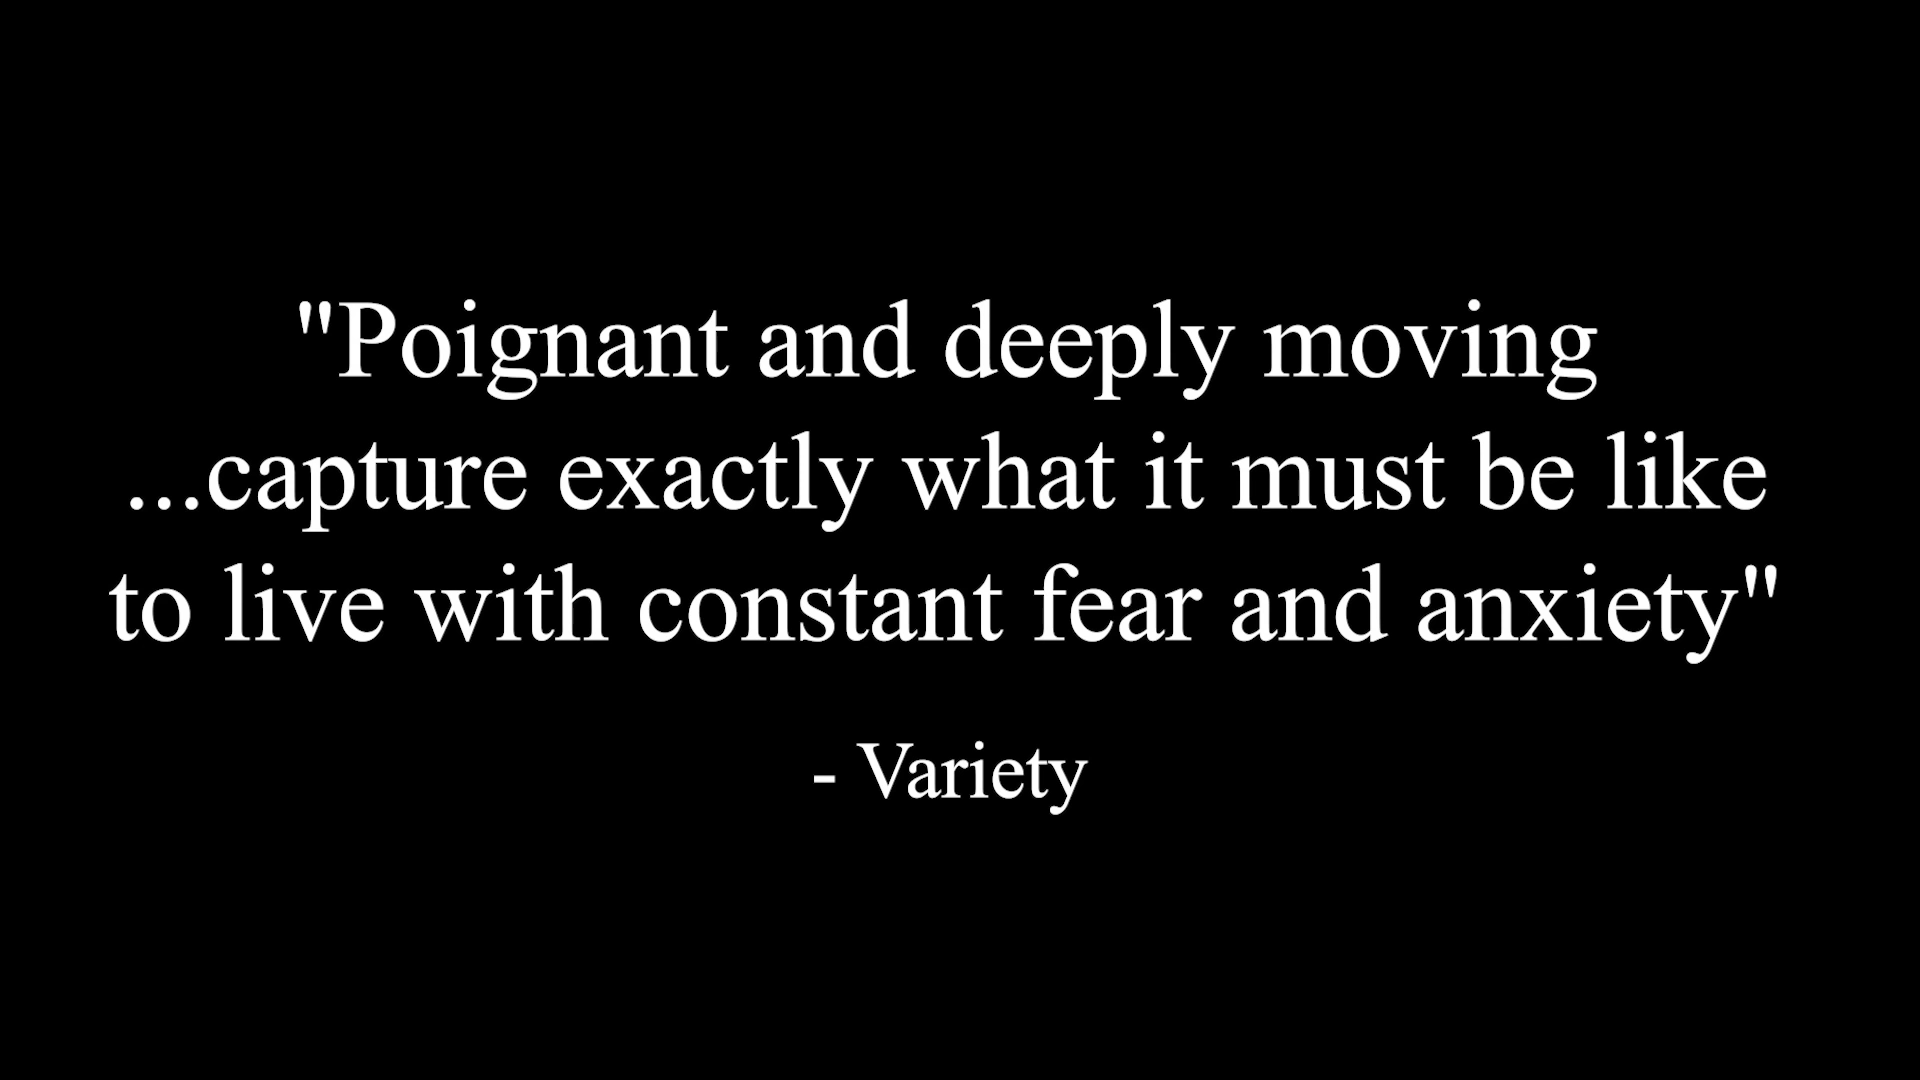 "Poignant and deeply moving
...capture exactly what it must be like
to live with constant fear and anxiety"
- Variety